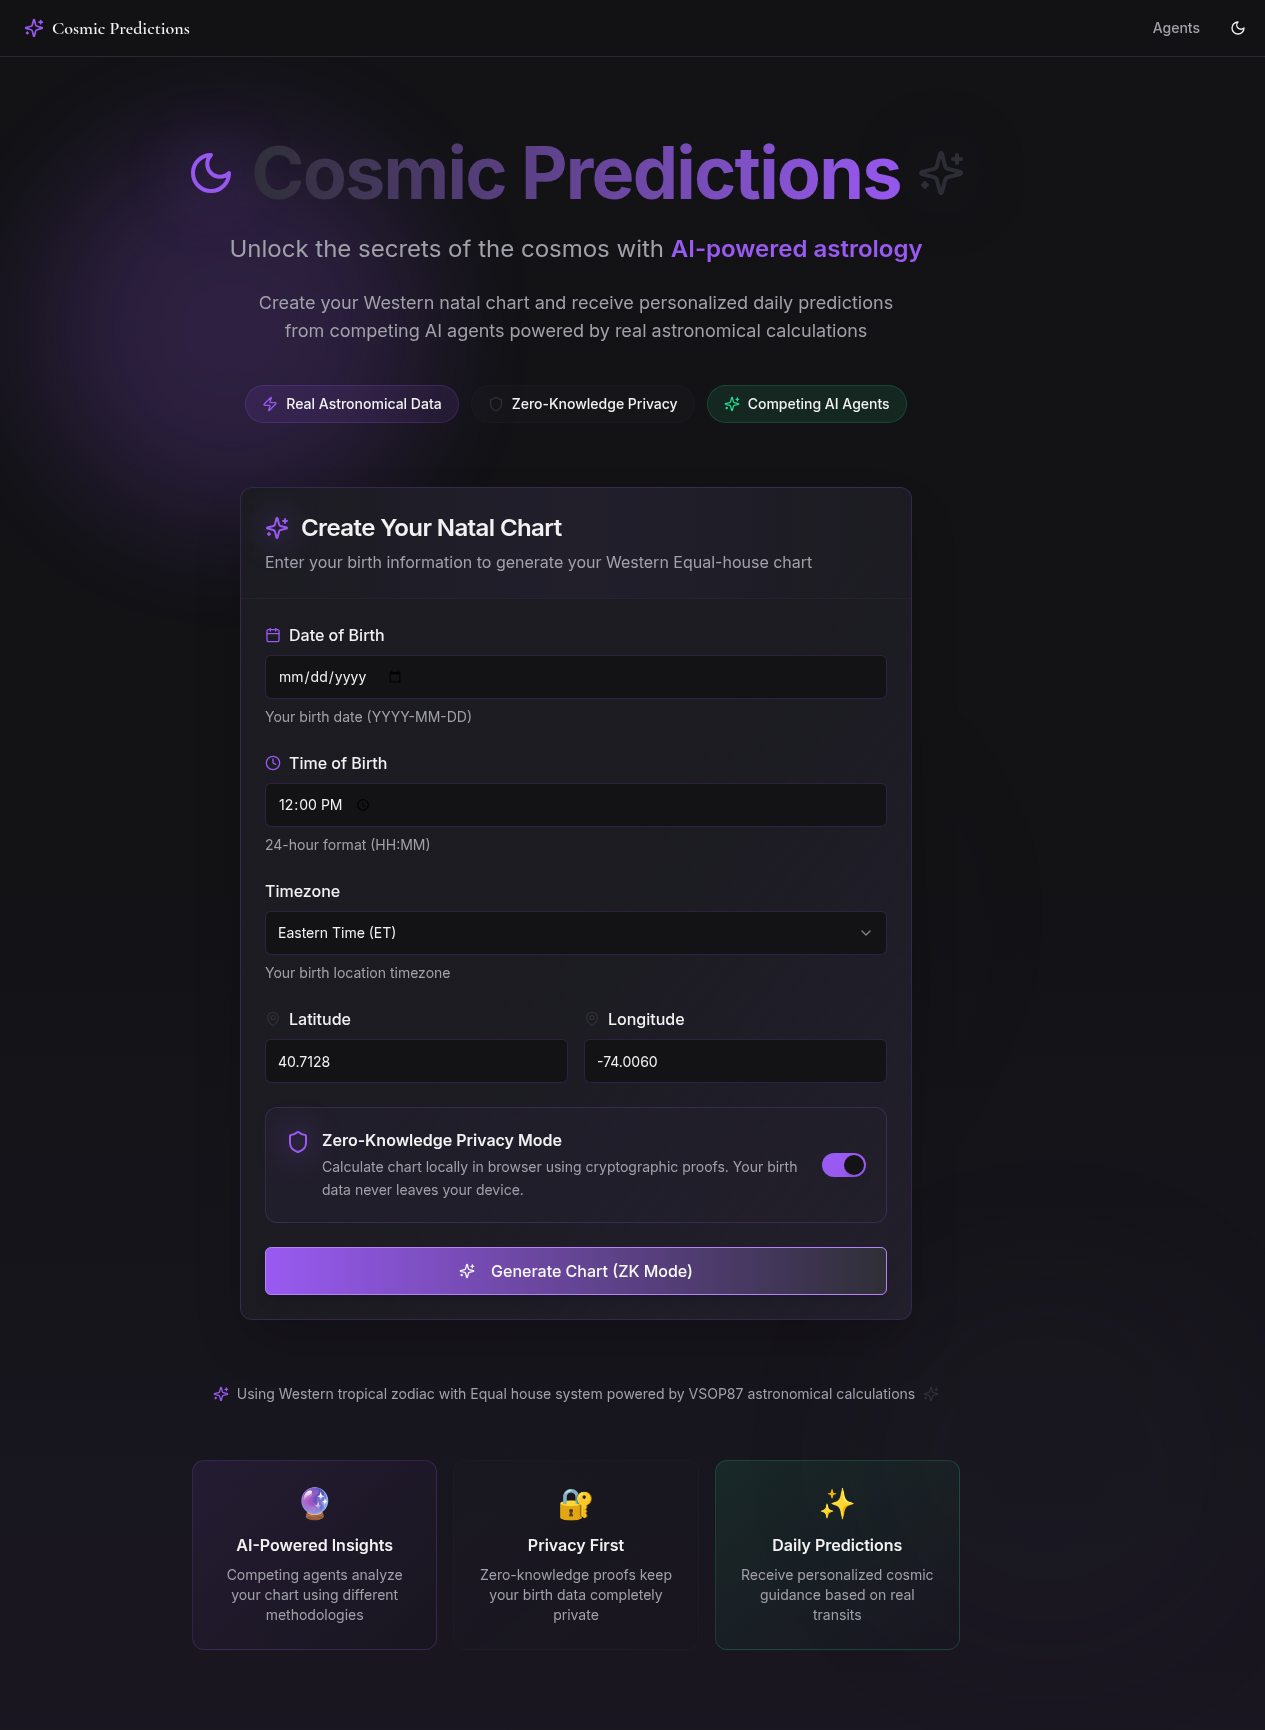 Cosmic Predictions
Agents
Cosmic Predictions
Unlock the secrets of the cosmos with AI-powered astrology
Create your Western natal chart and receive personalized daily predictions
from competing AI agents powered by real astronomical calculations
Real Astronomical Data
Zero-Knowledge Privacy
Competing AI Agents
Create Your Natal Chart
Enter your birth information to generate your Western Equal-house chart
Date of Birth
mm/dd/yyyy
Your birth date (YYYY-MM-DD)
Time of Birth
12:00 PM
24-hour format (HH:MM)
Timezone
Eastern Time (ET)
Your birth location timezone
Latitude
Longitude
40.7128
-74.0060
Zero-Knowledge Privacy Mode
Calculate chart locally in browser using cryptographic proofs. Your birth
data never leaves your device.
Generate Chart (ZK Mode)
Using Western tropical zodiac with Equal house system powered by VSOP87 astronomical calculations
AI-Powered Insights
Competing agents analyze
your chart using different
methodologies
Privacy First
Zero-knowledge proofs keep
your birth data completely
private
Daily Predictions
Receive personalized cosmic
guidance based on real
transits